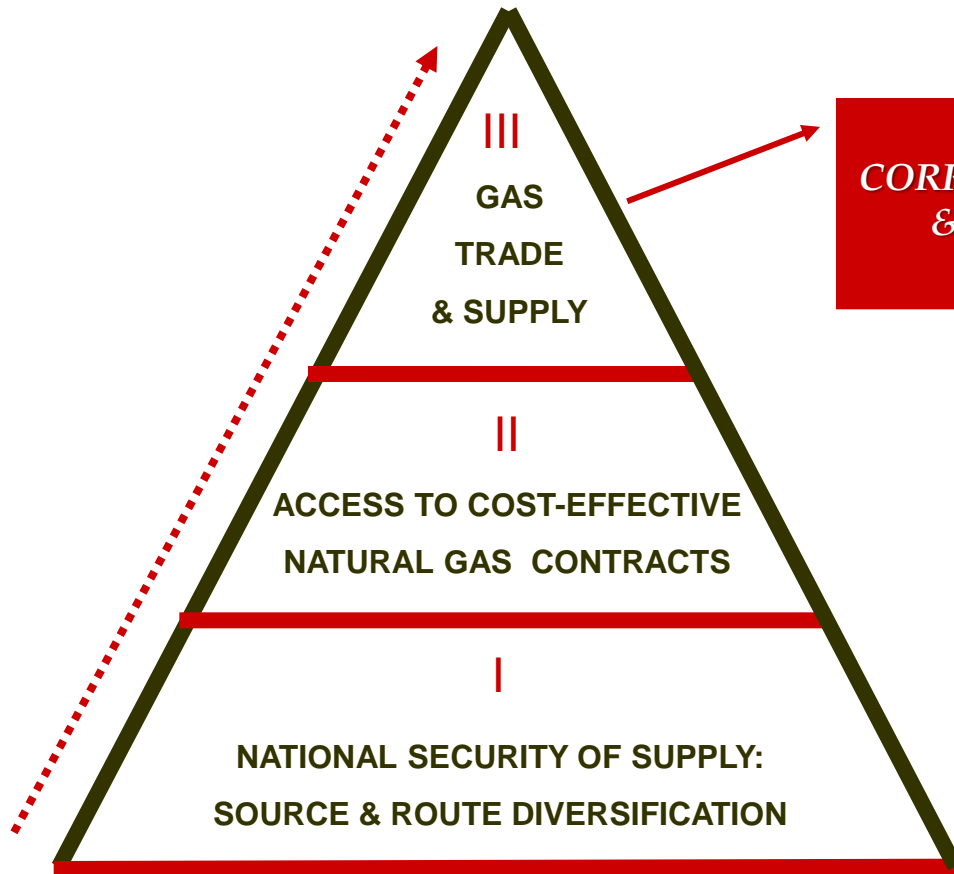 III
GAS
TRADE
& SUPPLY
&
II
ACCESS TO COST-EFFECTIVE
NATURAL GAS CONTRACTS
I
NATIONAL SECURITY OF SUPPLY:
SOURCE & ROUTE DIVERSIFICATION